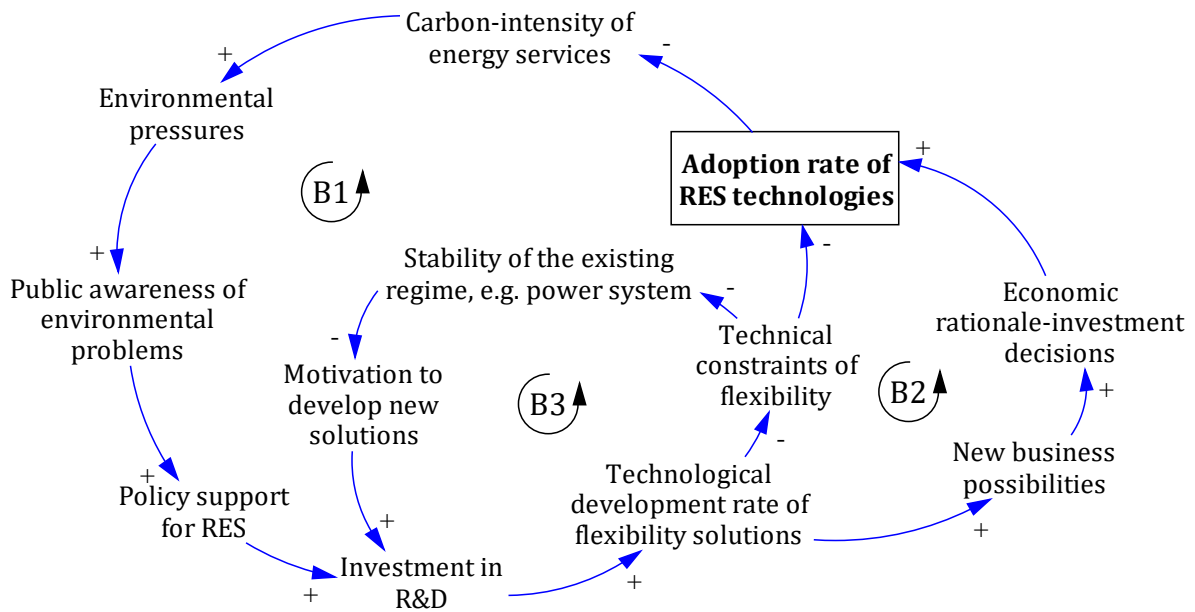 Carbon-intensity of
energy services
-
+
Environmental
pressures
Adoption rate of
RES technologies
+
B1
-
+
Public awareness of
environmental
problems
Stability of the existing
regime, e.g. power system
-
Economic
rationale-investment
decisions
-
Technical
constraints of
flexibility
Motivation to
develop new
solutions
B3
B2
+
-
New business
possibilities
+
Policy support
for RES
Technological
development rate of
flexibility solutions
+
+
Investment in
R&D
+
+